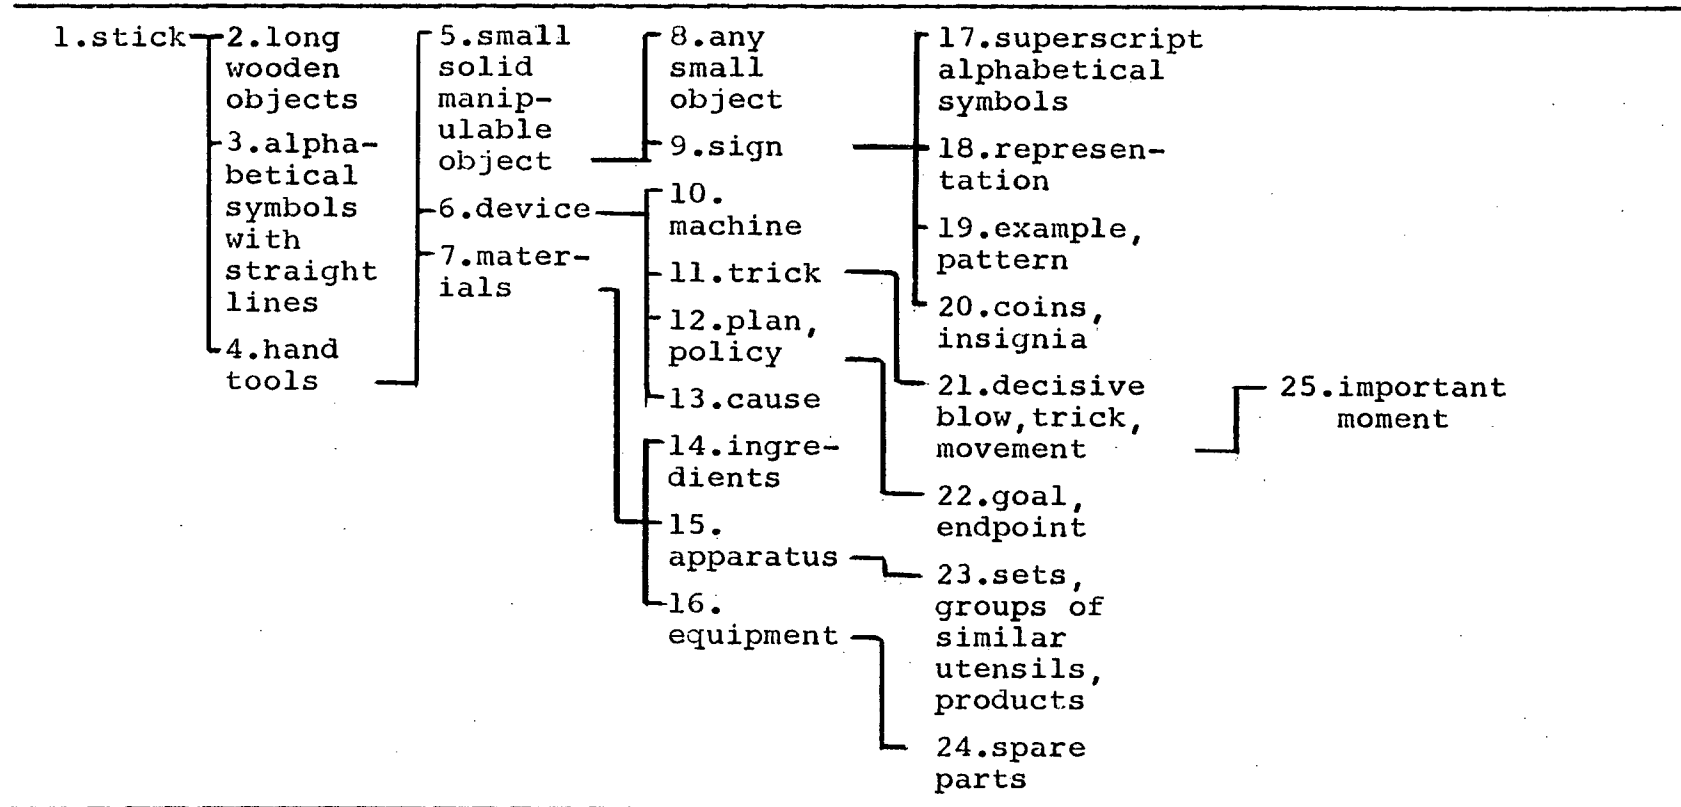 1.stick
2.long
wooden
objects
3.alpha-
betical
symbols
with
straight
lines
4.hand
tools
5.small
solid
manip-
ulable
object
6.device
7.mater-
ials
8.any
small
object
9.sign
10.
machine
11.trick
12.plan,
policy
13.cause
14.ingre-
dients
15.
apparatus
16.
equipment
17.superscript
alphabetical
symbols
18.represen-
tation
19.example,
pattern
20.coins,
insignia
21.decisive
blow,trick,
movement
22.goal,
endpoint
23.sets,
groups of
similar
utensils,
products
24.spare
parts
25.important
moment